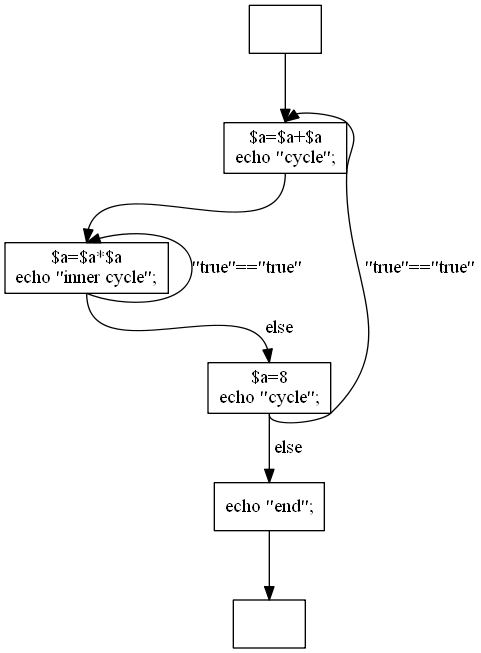 $a=$a+$a
echo "cycle";
$a=$a*$a
echo "inner cycle";
"true"=="true"
"true"=="true"
else
$a=8
echo "cycle";
else
echo "end";